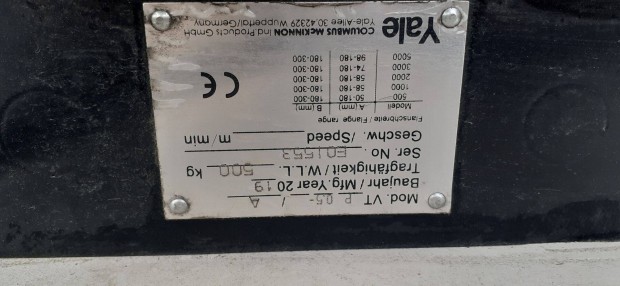 Mod. VT P 0,5- / A
Baujahr / Mfg.Year 2019
Tragfähigkeit / W.L.L. 500 kg
Ser. No. E01553
Geschw. /Speed m/min
Flanschbreite / Flange range
Modell A (mm) B (mm)
500 50-180 180-300
1000 58-180 180-300
2000 58-180 180-300
3000 74-180 180-300
5000 98-180 180-300
CE
Yale
COLUMBUS McKINNON Ind Products GmbH
Yale-Allee 30 42329 Wuppertal/Germany